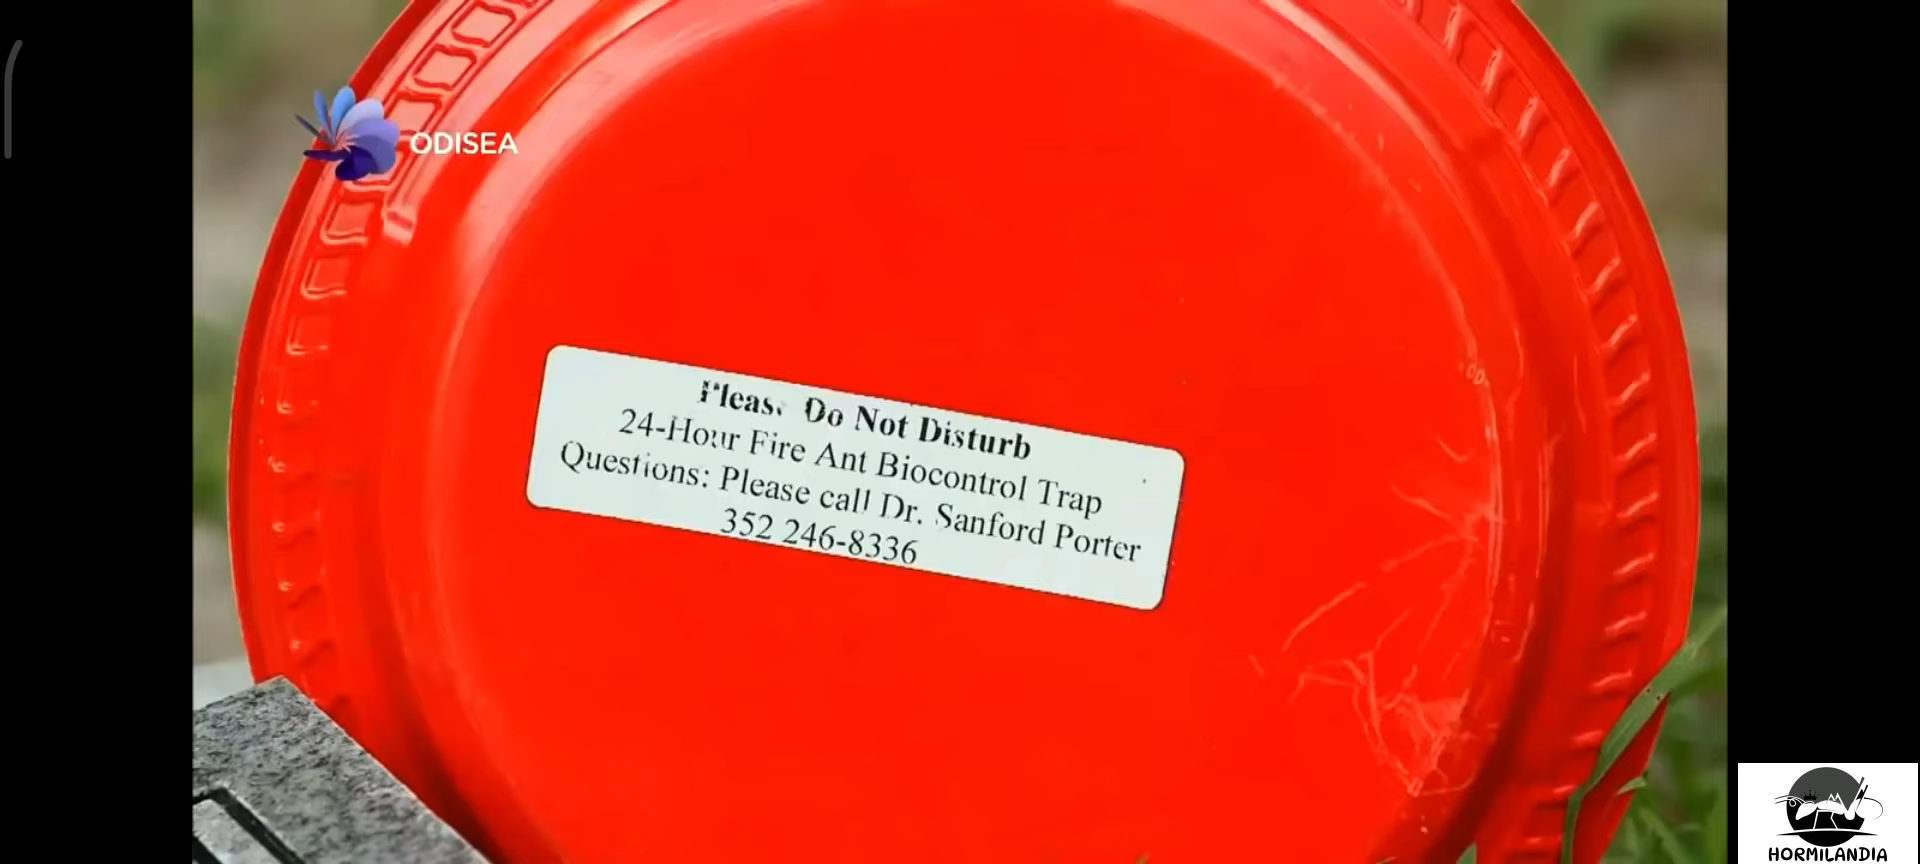 ODISEA
Please Do Not Disturb
24-Hour Fire Ant Biocontrol Trap
Questions: Please call Dr. Sanford Porter
352 246-8336
HORMILANDIA